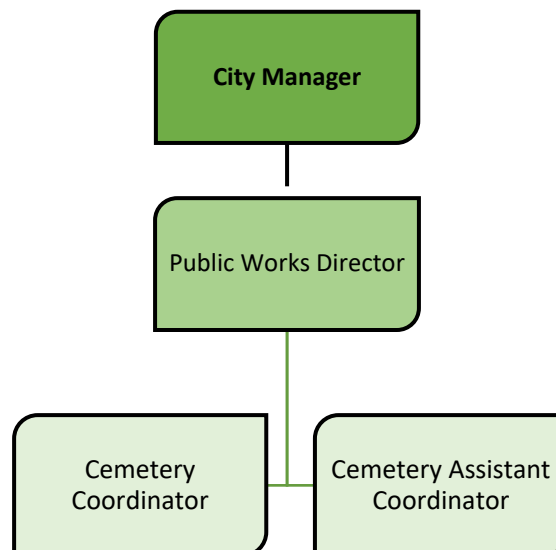 City Manager
Public Works Director
Cemetery
Coordinator
Cemetery Assistant
Coordinator